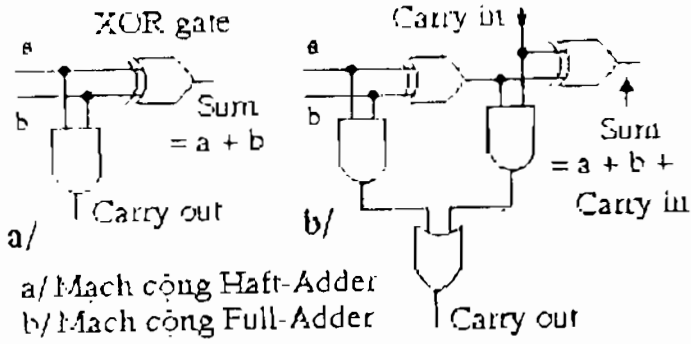 XOR gate
a
b
Sum
= a + b
Carry out
a/
Carry in
a
b
Sum
= a + b +
Carry in
b/
Carry out
a/ Mạch cộng Haft-Adder
b/ Mạch cộng Full-Adder